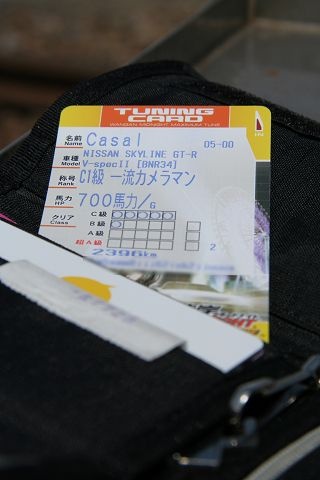 TUNING CARD
WANGAN MIDNIGHT MAXIMUM TUNE
名前 Name Casal 05-00
車種 Model NISSAN SKYLINE GT-R
V-specII [BNR34]
称号 Rank C1級 一流カメラマン
馬力 HP 700馬力/G
クリア Class C級
B級
A級
超A級 2
2396km